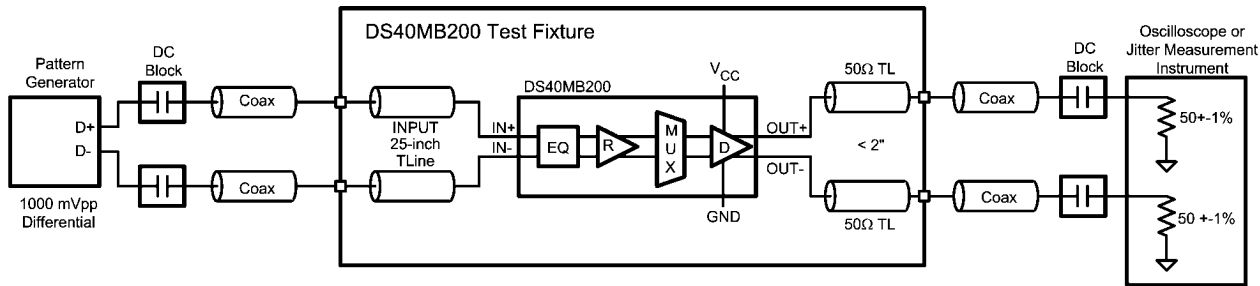 DS40MB200 Test Fixture
Pattern
Generator
D+
D-
1000 mVpp
Differential
DC
Block
Coax
Coax
INPUT
25-inch
TLine
DS40MB200
IN+
IN-
EQ
R
M
U
X
D
VCC
GND
OUT+
OUT-
50Ω TL
< 2"
50Ω TL
Coax
Coax
DC
Block
Oscilloscope or
Jitter Measurement
Instrument
50+-1%
50 +-1%